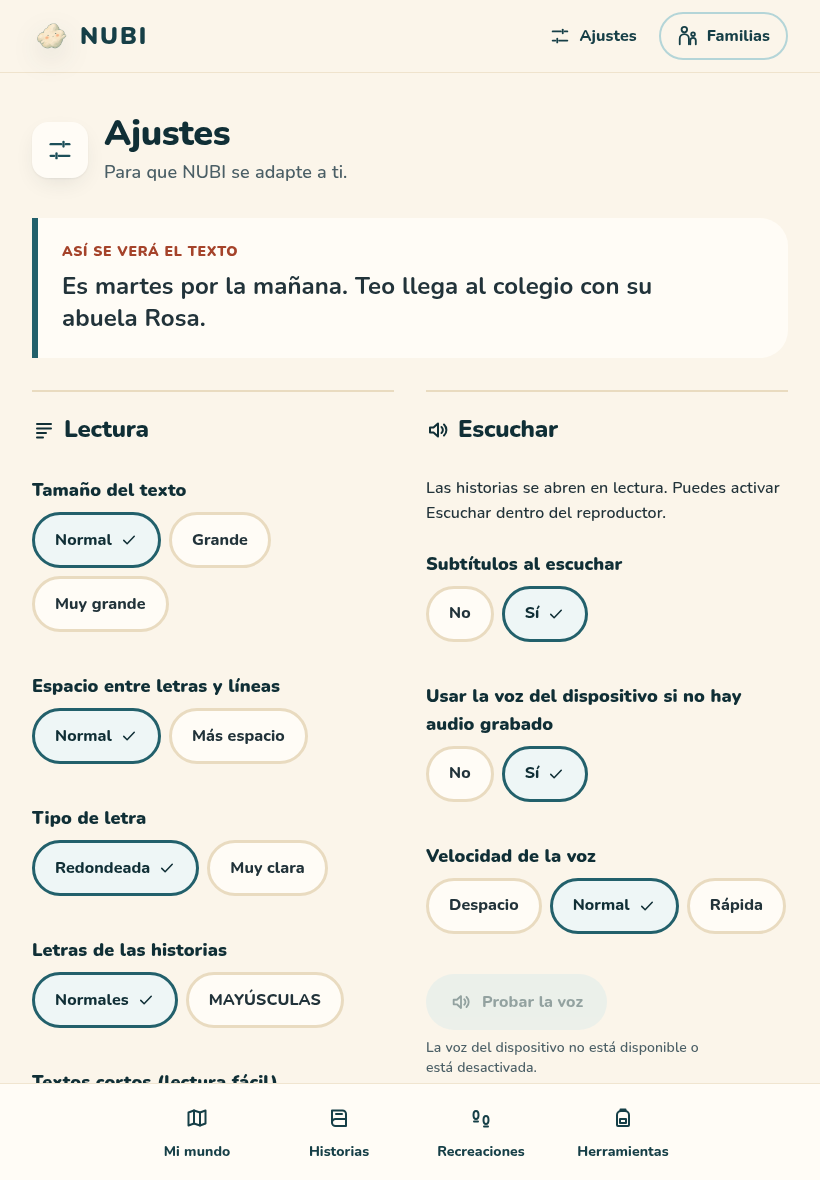 NUBI
Ajustes
Familias
Ajustes
Para que NUBI se adapte a ti.
ASÍ SE VERÁ EL TEXTO
Es martes por la mañana. Teo llega al colegio con su
abuela Rosa.
Lectura
Tamaño del texto
Normal
Grande
Muy grande
Espacio entre letras y líneas
Normal
Más espacio
Tipo de letra
Redondeada
Muy clara
Letras de las historias
Normales
MAYÚSCULAS
Textos cortos (lectura fácil)
Escuchar
Las historias se abren en lectura. Puedes activar
Escuchar dentro del reproductor.
Subtítulos al escuchar
No
Sí
Usar la voz del dispositivo si no hay
audio grabado
No
Sí
Velocidad de la voz
Despacio
Normal
Rápida
Probar la voz
La voz del dispositivo no está disponible o
está desactivada.
Mi mundo
Historias
Recreaciones
Herramientas